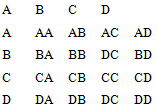 A B C D
A AA AB AC AD
B BA BB DC BD
C CA CB CC CD
D DA DB DC DD